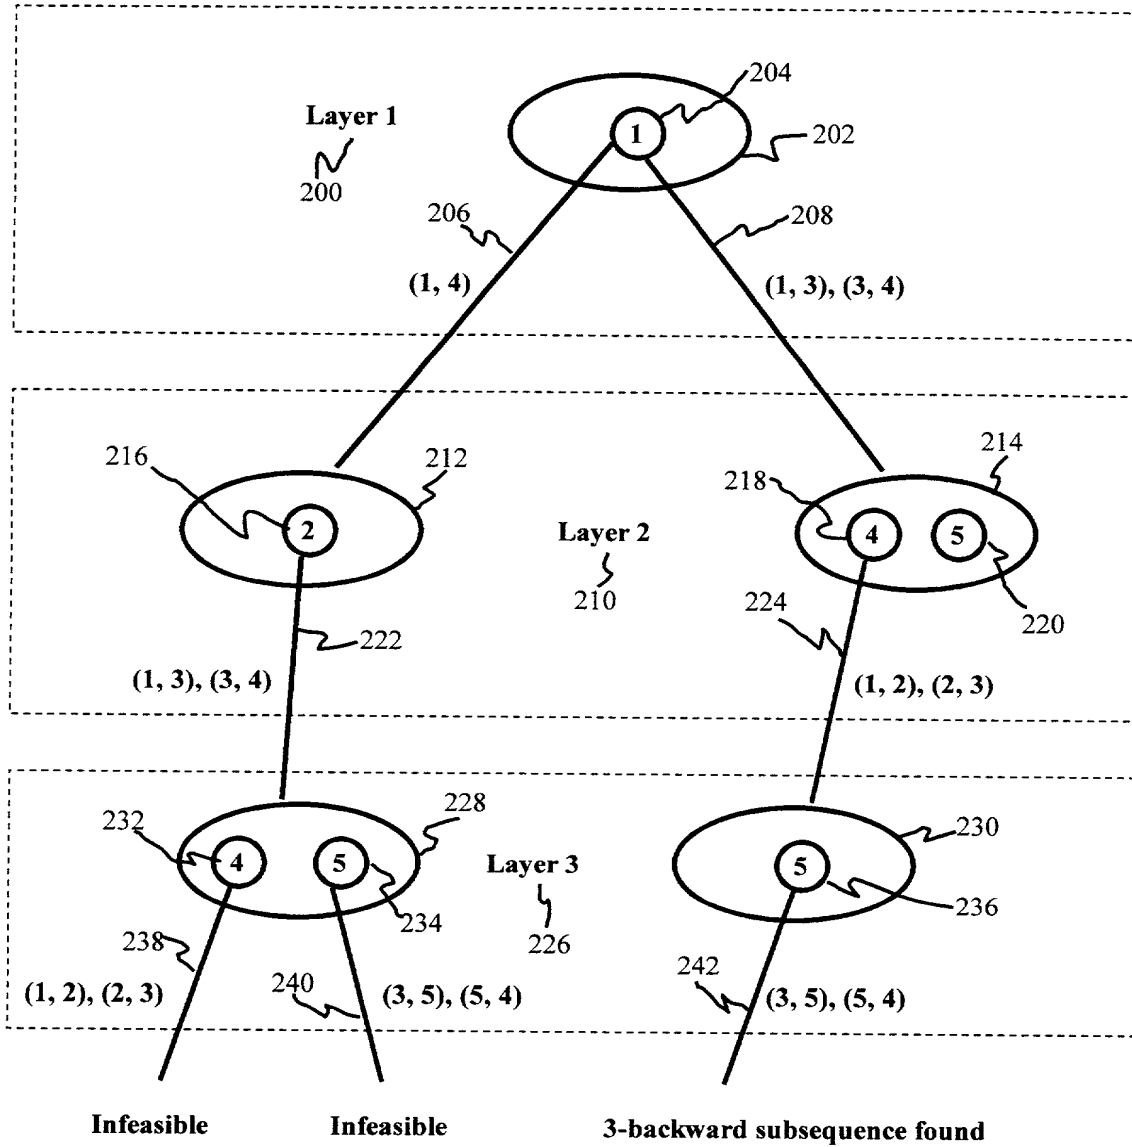 204
Layer 1
1
202
200
206
208
(1, 4)
(1, 3), (3, 4)
216
212
214
218
2
Layer 2
4
5
210
224
220
222
(1, 3), (3, 4)
(1, 2), (2, 3)
232
228
230
4
5
Layer 3
5
234
236
238
226
240
242
(1, 2), (2, 3)
(3, 5), (5, 4)
(3, 5), (5, 4)
Infeasible
Infeasible
3-backward subsequence found